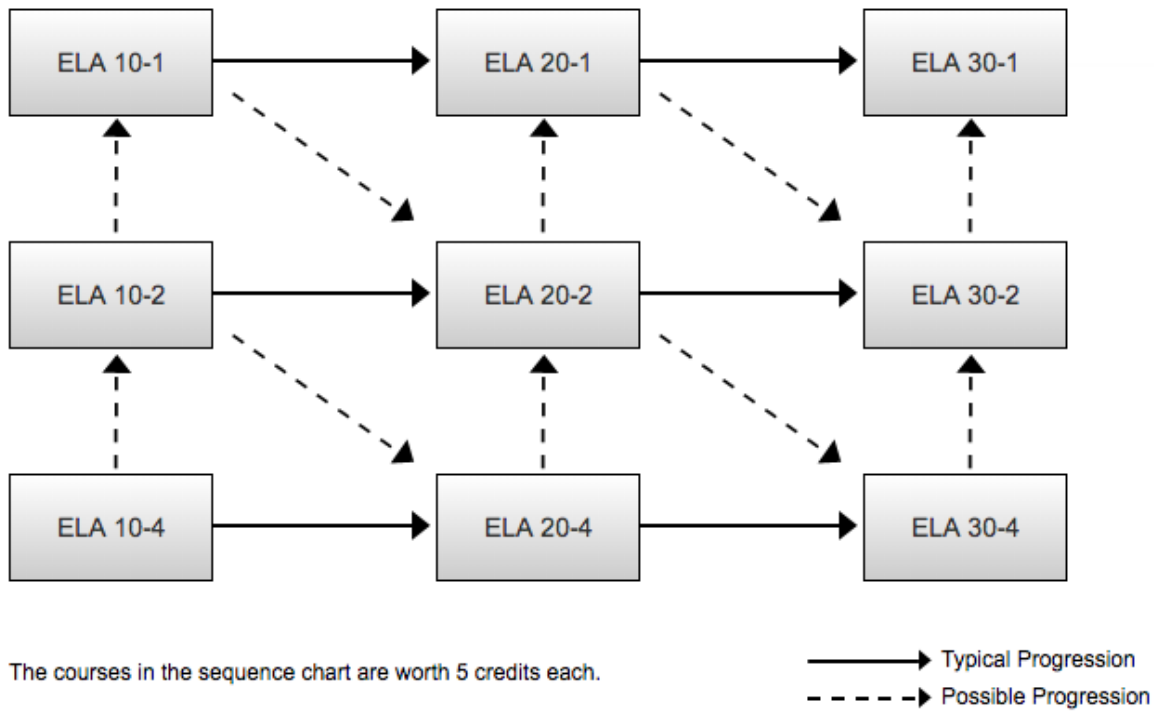 ELA 10-1
ELA 20-1
ELA 30-1
ELA 10-2
ELA 20-2
ELA 30-2
ELA 10-4
ELA 20-4
ELA 30-4
The courses in the sequence chart are worth 5 credits each.
Typical Progression
Possible Progression